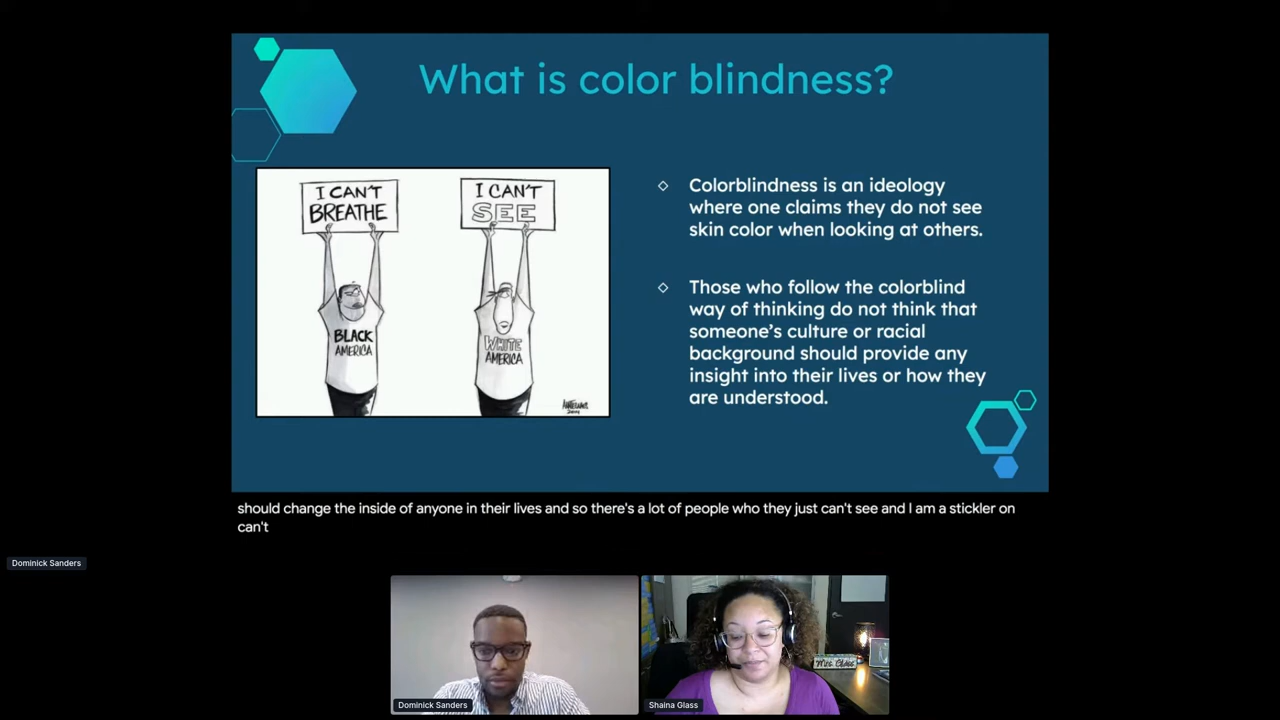 What is color blindness?
I CAN'T
BREATHE
BLACK
AMERICA
I CAN'T
SEE
WHITE
AMERICA
Colorblindness is an ideology
where one claims they do not see
skin color when looking at others.
Those who follow the colorblind
way of thinking do not think that
someone's culture or racial
background should provide any
insight into their lives or how they
are understood.
should change the inside of anyone in their lives and so there's a lot of people who they just can't see and I am a stickler on
can't
Dominick Sanders
Mrs. Glass
Dominick Sanders
Shaina Glass